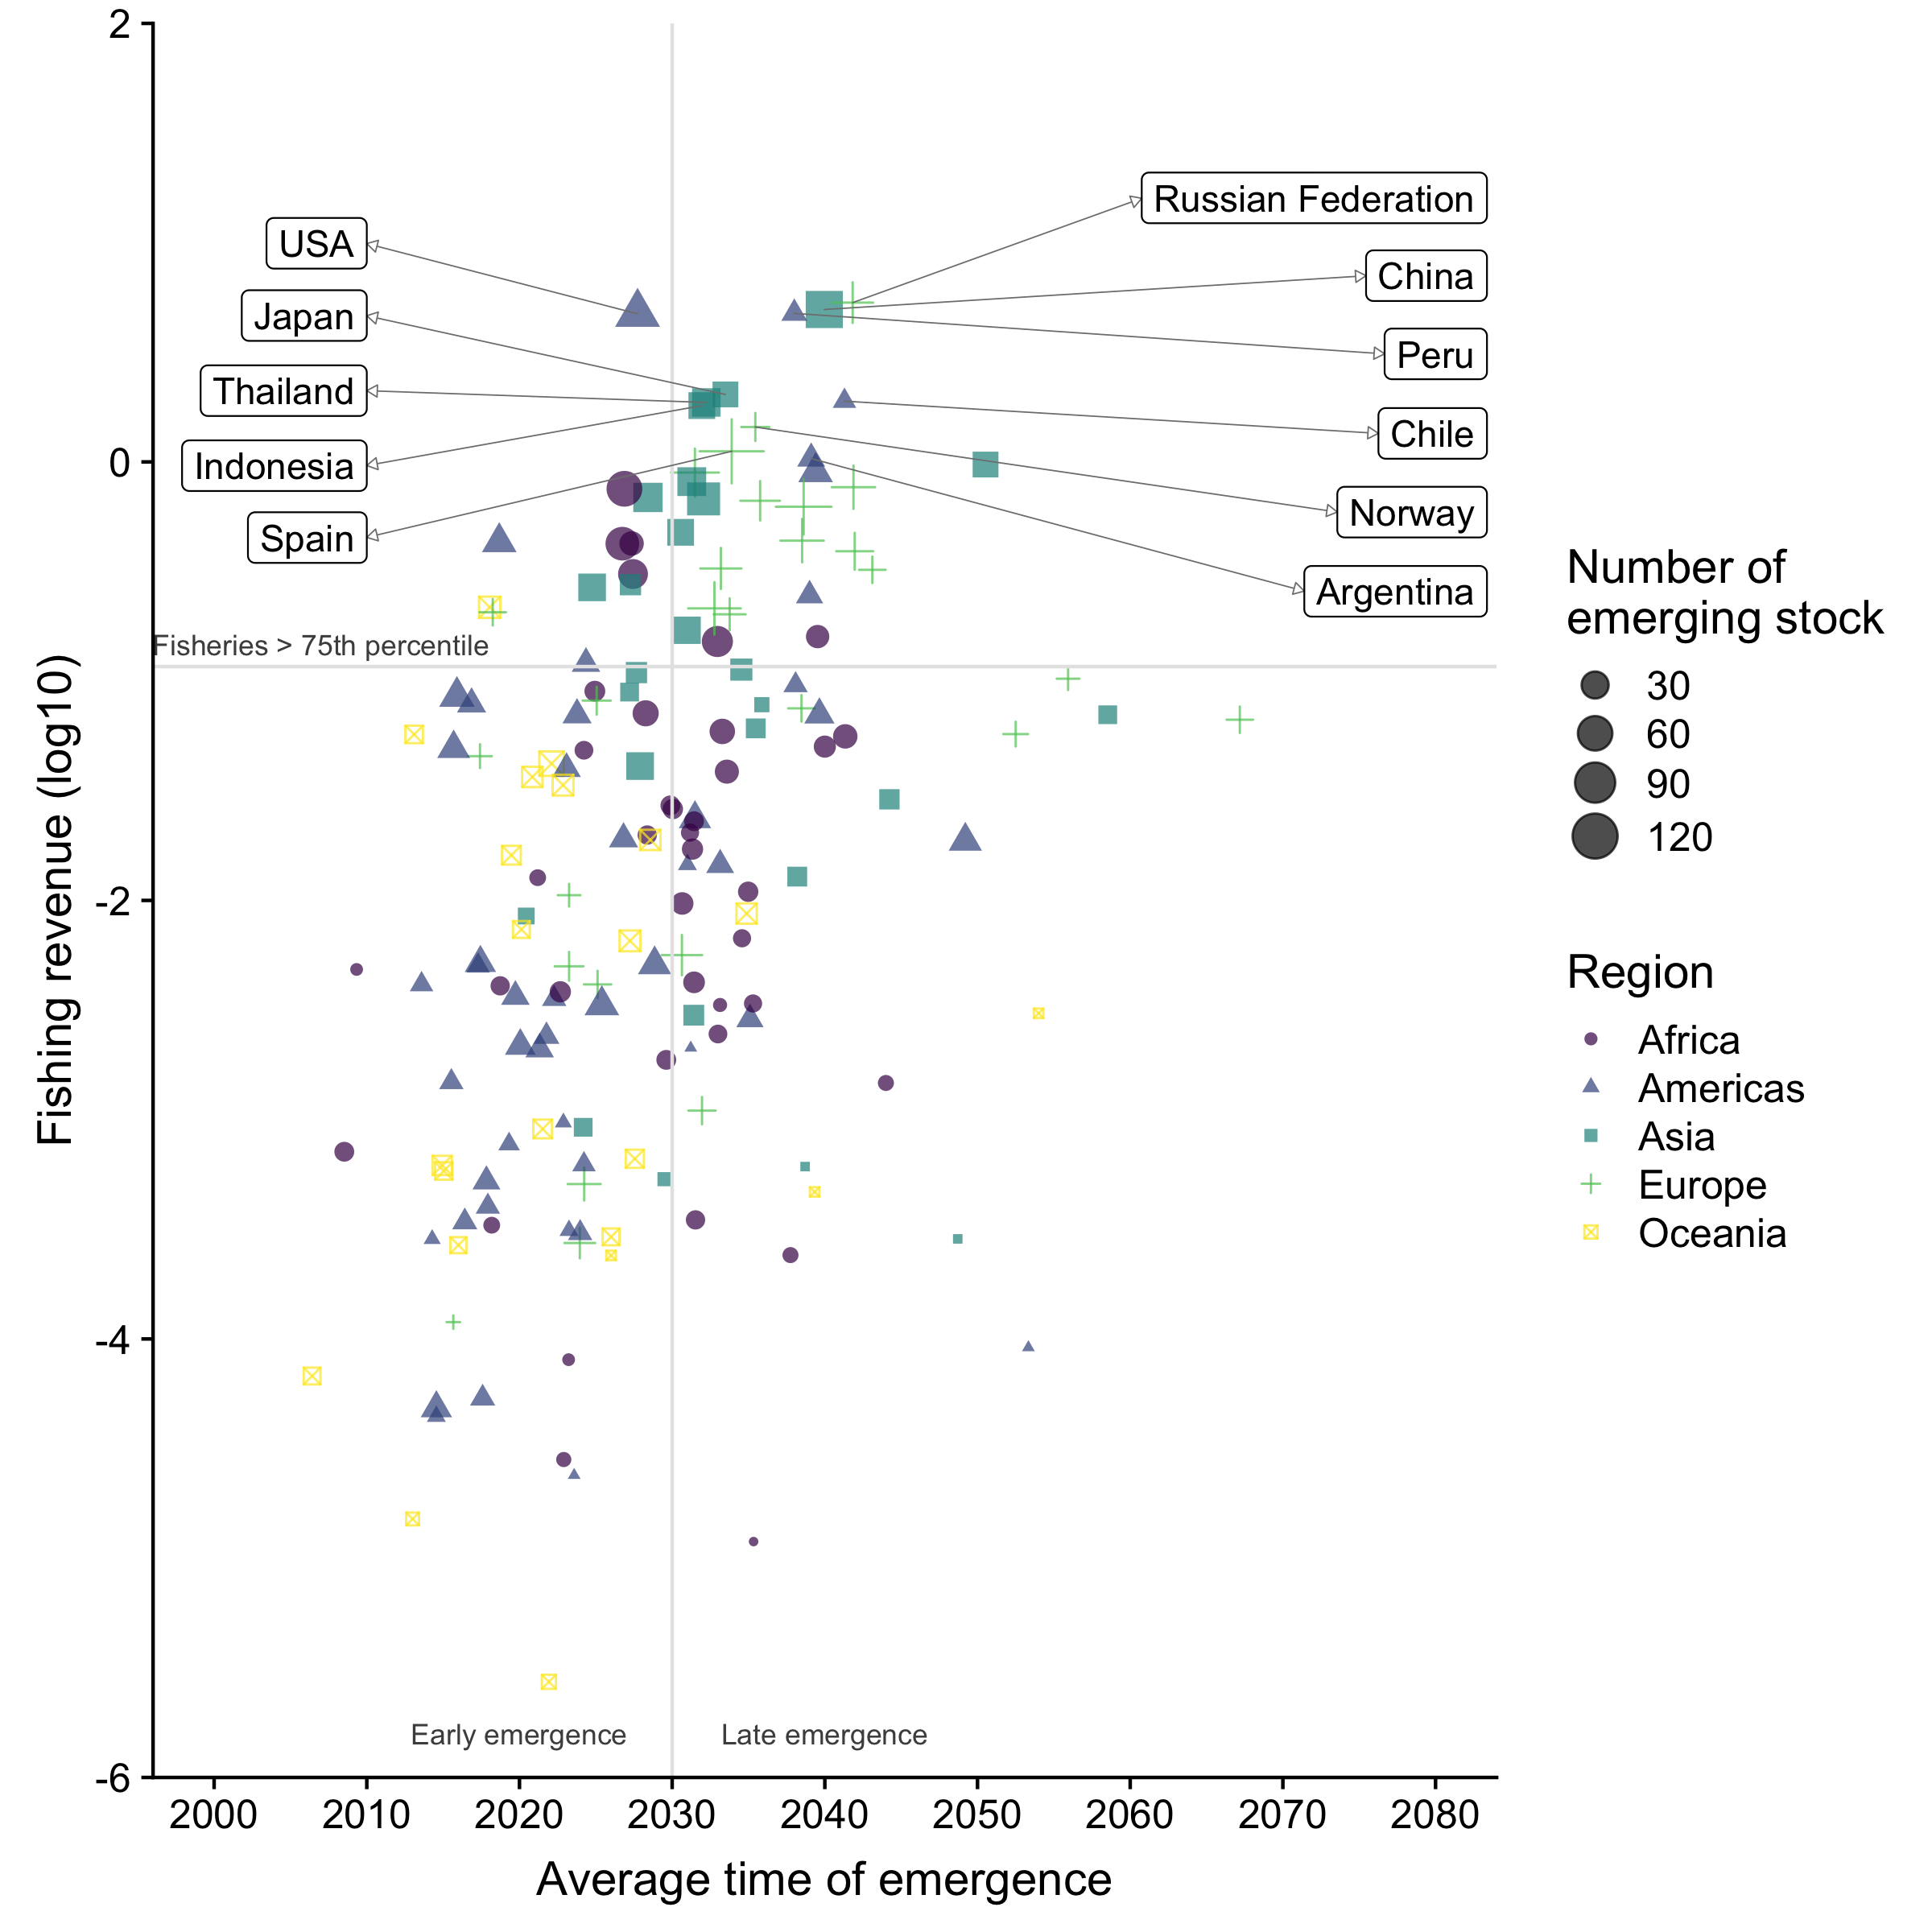 2
0
-2
-4
-6
Fishing revenue (log10)
USA
Japan
Thailand
Indonesia
Spain
Russian Federation
China
Peru
Chile
Norway
Argentina
Fisheries > 75th percentile
Early emergence
Late emergence
2000 2010 2020 2030 2040 2050 2060 2070 2080
Average time of emergence
Number of
emerging stock
30
60
90
120
Region
Africa
Americas
Asia
Europe
Oceania